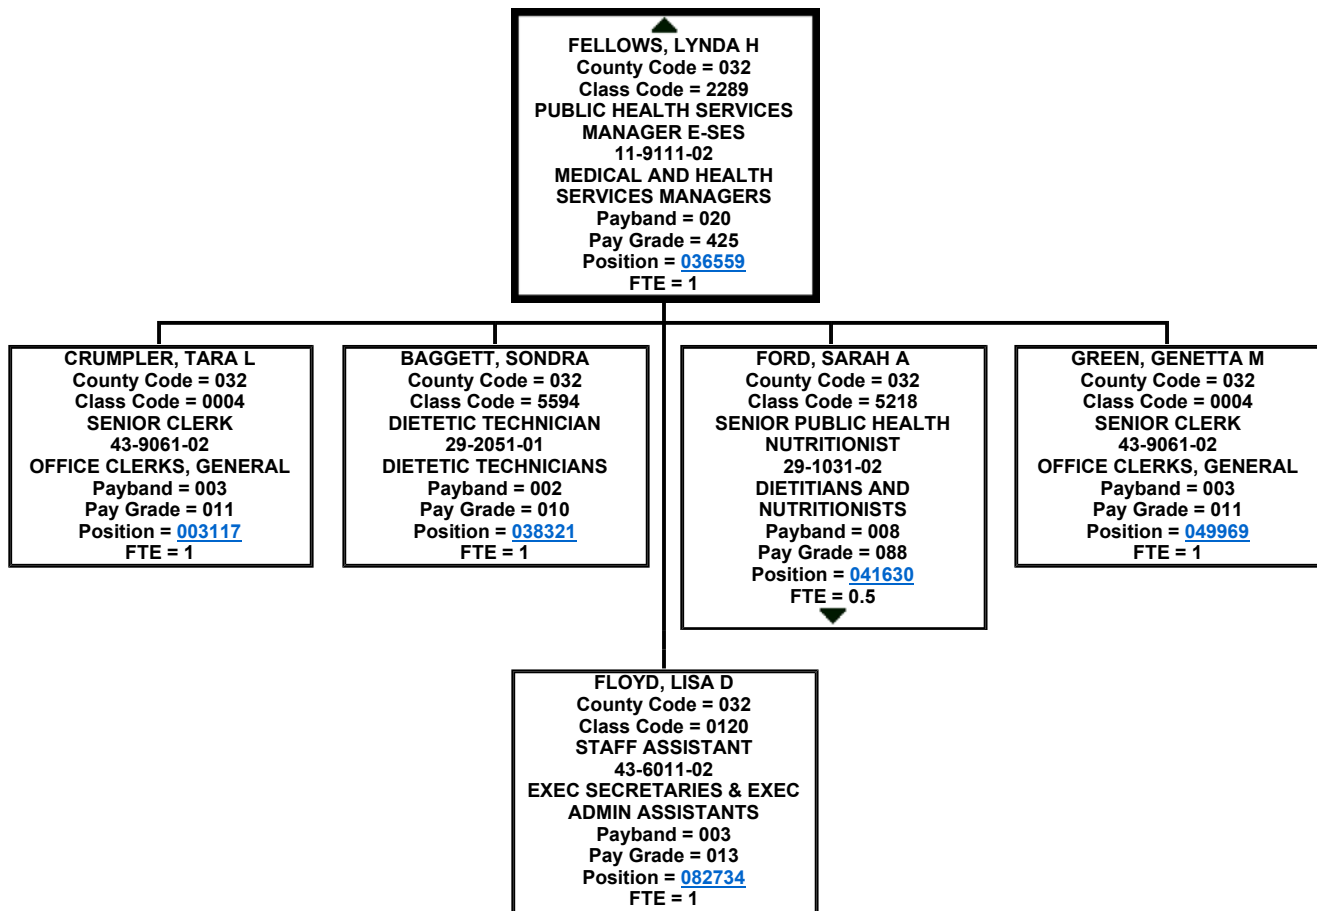 FELLOWS, LYNDA H
County Code = 032
Class Code = 2289
PUBLIC HEALTH SERVICES
MANAGER E-SES
11-9111-02
MEDICAL AND HEALTH
SERVICES MANAGERS
Payband = 020
Pay Grade = 425
Position = 036559
FTE = 1
CRUMPLER, TARA L
County Code = 032
Class Code = 0004
SENIOR CLERK
43-9061-02
OFFICE CLERKS, GENERAL
Payband = 003
Pay Grade = 011
Position = 003117
FTE = 1
BAGGETT, SONDRA
County Code = 032
Class Code = 5594
DIETETIC TECHNICIAN
29-2051-01
DIETETIC TECHNICIANS
Payband = 002
Pay Grade = 010
Position = 038321
FTE = 1
FORD, SARAH A
County Code = 032
Class Code = 5218
SENIOR PUBLIC HEALTH
NUTRITIONIST
29-1031-02
DIETITIANS AND
NUTRITIONISTS
Payband = 008
Pay Grade = 088
Position = 041630
FTE = 0.5
GREEN, GENETTA M
County Code = 032
Class Code = 0004
SENIOR CLERK
43-9061-02
OFFICE CLERKS, GENERAL
Payband = 003
Pay Grade = 011
Position = 049969
FTE = 1
FLOYD, LISA D
County Code = 032
Class Code = 0120
STAFF ASSISTANT
43-6011-02
EXEC SECRETARIES & EXEC
ADMIN ASSISTANTS
Payband = 003
Pay Grade = 013
Position = 082734
FTE = 1